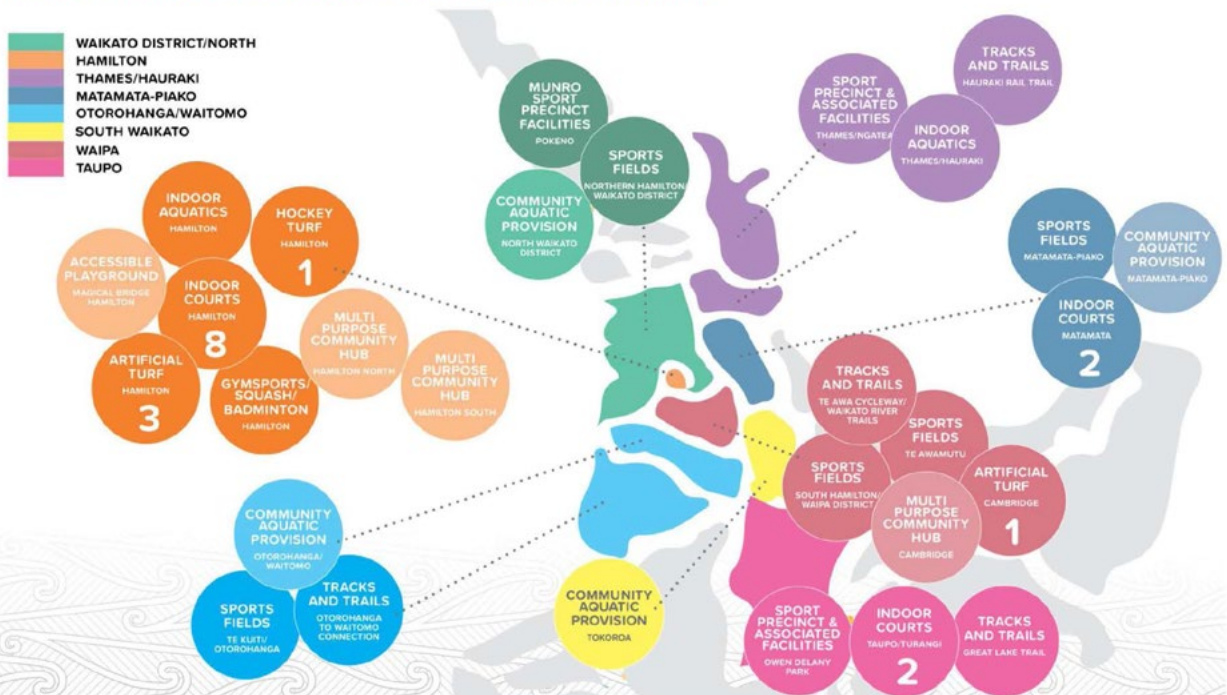 WAIKATO DISTRICT/NORTH
HAMILTON
THAMES/HAURAKI
MATAMATA-PIAKO
OTOROHANGA/WAITOMO
SOUTH WAIKATO
WAIPA
TAUPO
MUNRO
SPORT
PRECINCT
FACILITIES
POKENO
SPORTS
FIELDS
NORTHERN HAMILTON/
WAIKATO DISTRICT
COMMUNITY
AQUATIC
PROVISION
NORTH WAIKATO
DISTRICT
SPORT
PRECINCT &
ASSOCIATED
FACILITIES
THAMES/NGATEA
INDOOR
AQUATICS
THAMES/HAURAKI
TRACKS
AND TRAILS
HAURAKI RAIL TRAIL
INDOOR
AQUATICS
HAMILTON
HOCKEY
TURF
HAMILTON
1
ACCESSIBLE
PLAYGROUND
MAGICAL BRIDGE
HAMILTON
INDOOR
COURTS
HAMILTON
8
MULTI
PURPOSE
COMMUNITY
HUB
HAMILTON NORTH
MULTI
PURPOSE
COMMUNITY
HUB
HAMILTON SOUTH
ARTIFICIAL
TURF
HAMILTON
3
GYMSPORTS/
SQUASH/
BADMINTON
HAMILTON
SPORTS
FIELDS
MATAMATA-PIAKO
COMMUNITY
AQUATIC
PROVISION
MATAMATA-PIAKO
INDOOR
COURTS
MATAMATA
2
TRACKS
AND TRAILS
TE AWA CYCLEWAY/
WAIKATO RIVER
TRAILS
SPORTS
FIELDS
TE AWAMUTU
SPORTS
FIELDS
SOUTH HAMILTON/
WAIPA DISTRICT
ARTIFICIAL
TURF
CAMBRIDGE
1
MULTI
PURPOSE
COMMUNITY
HUB
CAMBRIDGE
COMMUNITY
AQUATIC
PROVISION
OTOROHANGA/
WAITOMO
SPORTS
FIELDS
TE KUITI/
OTOROHANGA
TRACKS
AND TRAILS
OTOROHANGA
TO WAITOMO
CONNECTION
COMMUNITY
AQUATIC
PROVISION
TOKOROA
SPORT
PRECINCT &
ASSOCIATED
FACILITIES
OWEN DELANY
PARK
INDOOR
COURTS
TAUPO/TURANGI
2
TRACKS
AND TRAILS
GREAT LAKE TRAIL